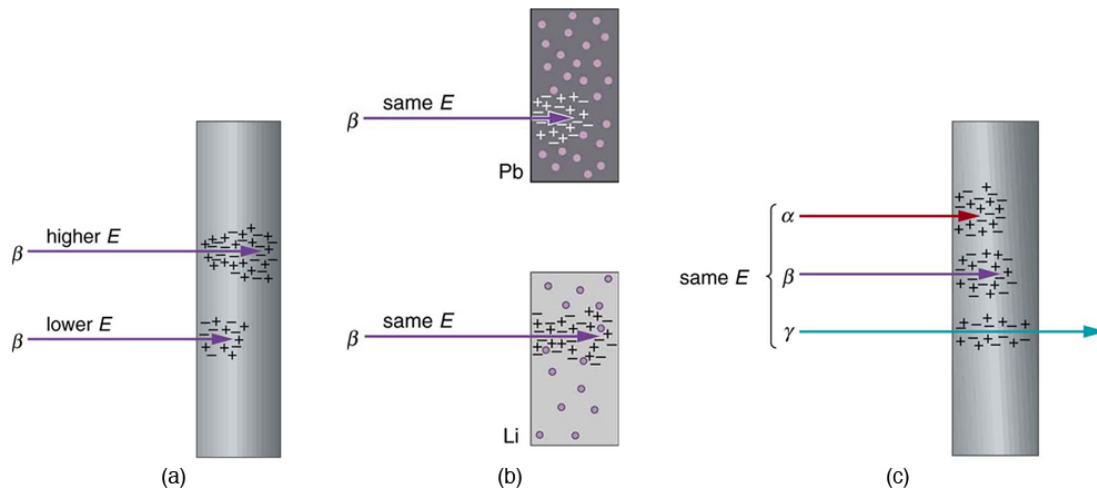 β higher E
β lower E
(a)
β same E
Pb
β same E
Li
(b)
same E
α
β
γ
(c)